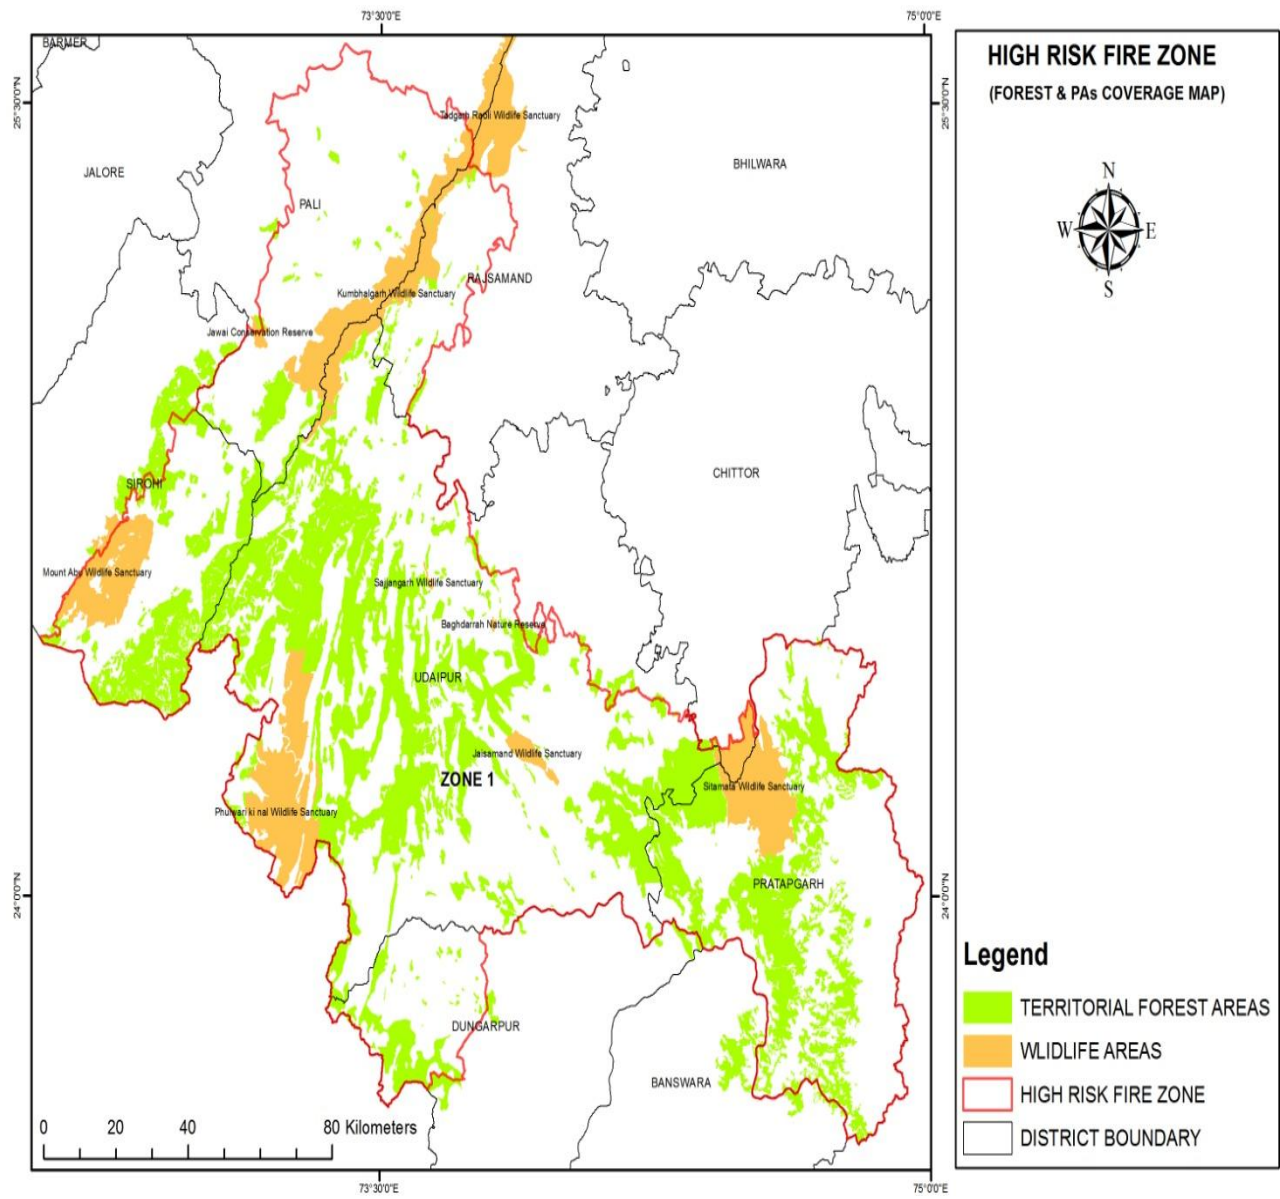 73°30'0"E
75°0'0"E
BARMER
HIGH RISK FIRE ZONE
(FOREST & PAs COVERAGE MAP)
25°30'0"N
25°30'0"N
Todgarh Raoli Wildlife Sanctuary
BHILWARA
JALORE
N
W
E
S
PALI
RAJSAMAND
Kumbhalgarh Wildlife Sanctuary
Jawai Conservation Reserve
CHITTOR
SIROHI
Mount Abu Wildlife Sanctuary
Sajjangarh Wildlife Sanctuary
Baghdarrah Nature Reserve
UDAIPUR
Jaisamand Wildlife Sanctuary
ZONE 1
Sitamata Wildlife Sanctuary
Phulwari ki nal Wildlife Sanctuary
PRATAPGARH
24°0'0"N
24°0'0"N
Legend
TERRITORIAL FOREST AREAS
WLIDLIFE AREAS
HIGH RISK FIRE ZONE
DISTRICT BOUNDARY
DUNGARPUR
BANSWARA
0 20 40 80 Kilometers
73°30'0"E
75°0'0"E